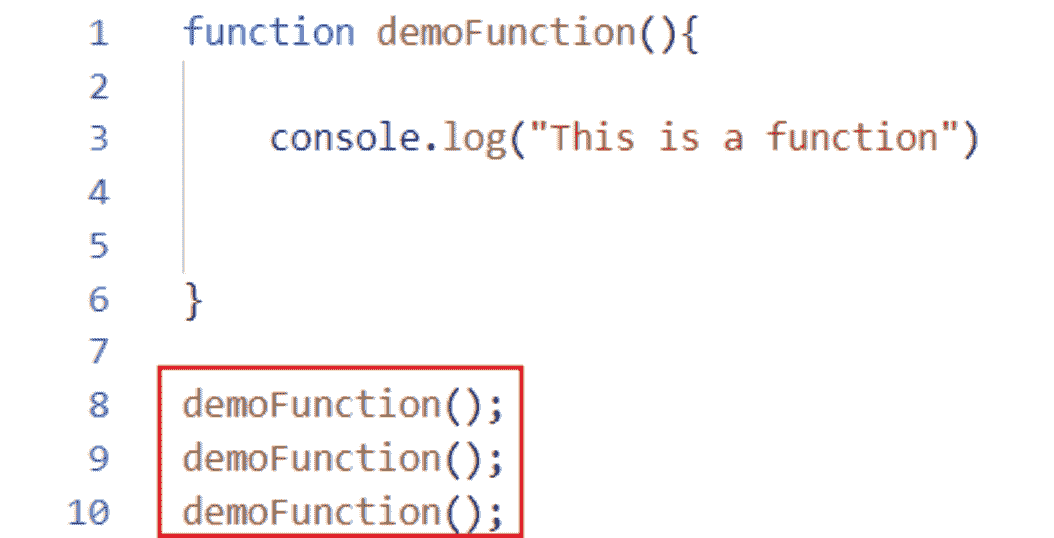 1 function demoFunction(){
2
3 console.log("This is a function")
4
5
6 }
7
8 demoFunction();
9 demoFunction();
10 demoFunction();